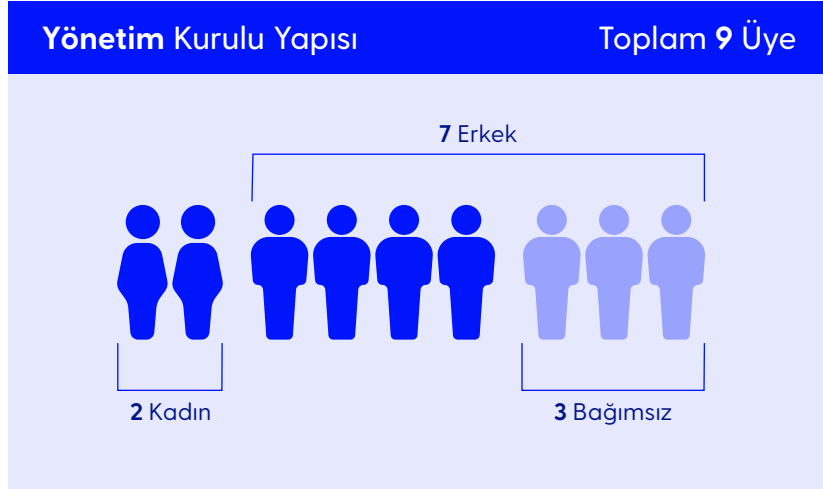 Yönetim Kurulu Yapısı
Toplam 9 Üye
7 Erkek
2 Kadın
3 Bağımsız